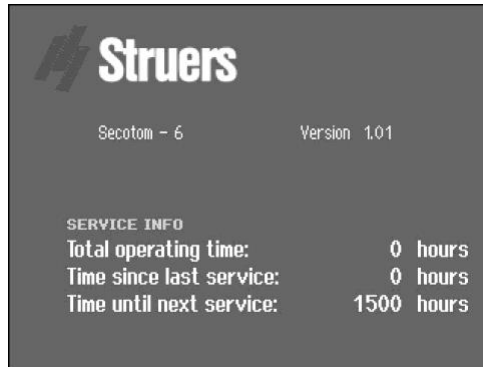 Struers
Secotom - 6 Version 1.01
SERVICE INFO
Total operating time: 0 hours
Time since last service: 0 hours
Time until next service: 1500 hours